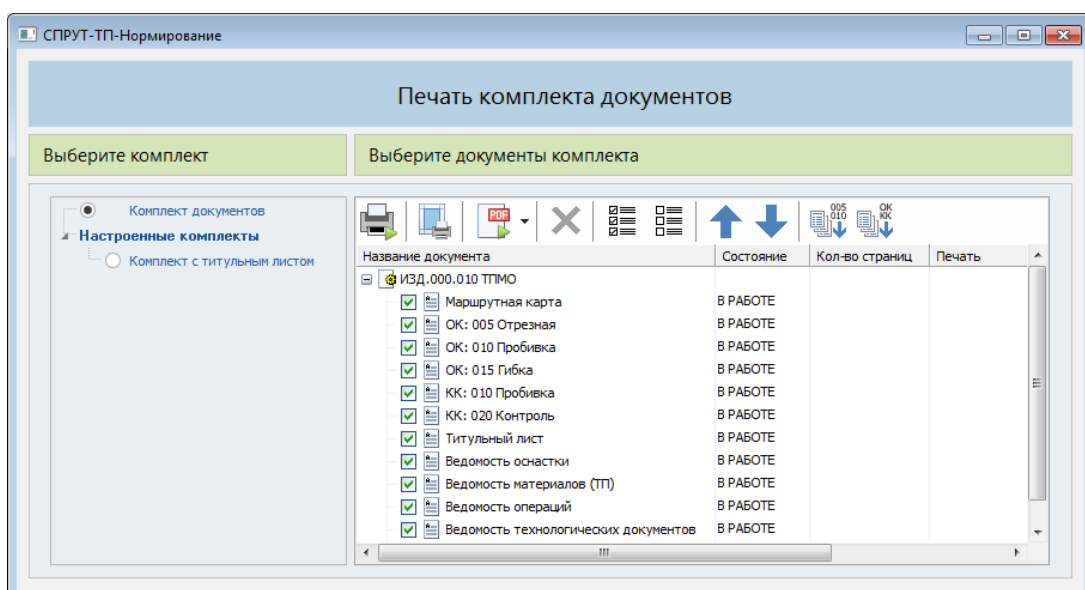 СПРУТ-ТП-Нормирование
Печать комплекта документов
Выберите комплект
Выберите документы комплекта
Комплект документов
Настроенные комплекты
Комплект с титульным листом
PDF
005
010
ОК
КК
Название документа Состояние Кол-во страниц Печать
ИЗД.000.010 ТПМО
Маршрутная карта В РАБОТЕ
ОК: 005 Отрезная В РАБОТЕ
ОК: 010 Пробивка В РАБОТЕ
ОК: 015 Гибка В РАБОТЕ
КК: 010 Пробивка В РАБОТЕ
КК: 020 Контроль В РАБОТЕ
Титульный лист В РАБОТЕ
Ведомость оснастки В РАБОТЕ
Ведомость материалов (ТП) В РАБОТЕ
Ведомость операций В РАБОТЕ
Ведомость технологических документов В РАБОТЕ